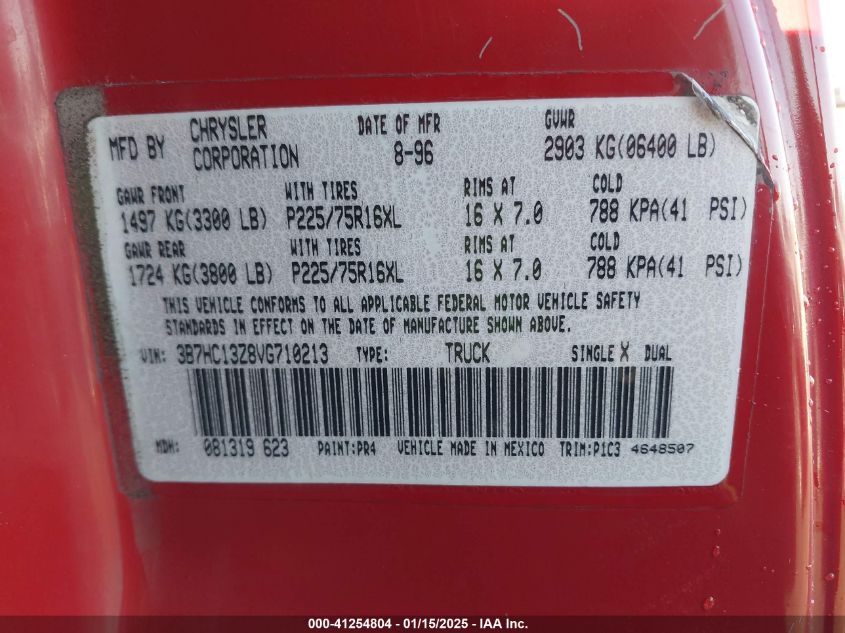 MFD BY CHRYSLER CORPORATION DATE OF MFR 8-96 GVWR 2903 KG(06400 LB)
GAWR FRONT WITH TIRES RIMS AT COLD
1497 KG(3300 LB) P225/75R16XL 16 X 7.0 788 KPA(41 PSI)
GAWR REAR WITH TIRES RIMS AT COLD
1724 KG(3800 LB) P225/75R16XL 16 X 7.0 788 KPA(41 PSI)
THIS VEHICLE CONFORMS TO ALL APPLICABLE FEDERAL MOTOR VEHICLE SAFETY
STANDARDS IN EFFECT ON THE DATE OF MANUFACTURE SHOWN ABOVE.
VIN: 3B7HC13Z8VG710213 TYPE: TRUCK SINGLE X DUAL
MDH: 081319 623 PAINT:PR4 VEHICLE MADE IN MEXICO TRIM:P1C3 4648507
000-41254804 - 01/15/2025 - IAAI Inc.